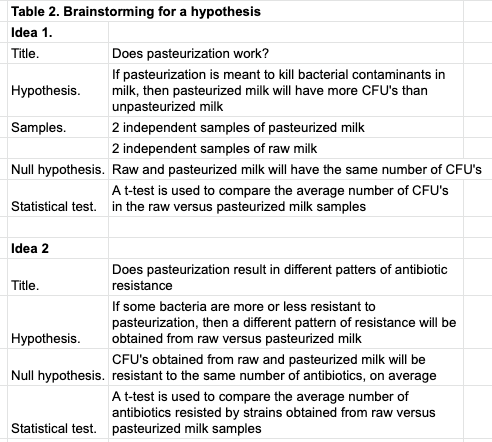 Table 2. Brainstorming for a hypothesis
Idea 1.
Title. Does pasteurization work?
If pasteurization is meant to kill bacterial contaminants in
Hypothesis. milk, then pasteurized milk will have more CFU's than
unpasteurized milk
Samples. 2 independent samples of pasteurized milk
2 independent samples of raw milk
Null hypothesis. Raw and pasteurized milk will have the same number of CFU's
A t-test is used to compare the average number of CFU's
Statistical test. in the raw versus pasteurized milk samples
Idea 2
Does pasteurization result in different patters of antibiotic
Title. resistance
If some bacteria are more or less resistant to
pasteurization, then a different pattern of resistance will be
Hypothesis. obtained from raw versus pasteurized milk
CFU's obtained from raw and pasteurized milk will be
Null hypothesis. resistant to the same number of antibiotics, on average
A t-test is used to compare the average number of
antibiotics resisted by strains obtained from raw versus
Statistical test. pasteurized milk samples